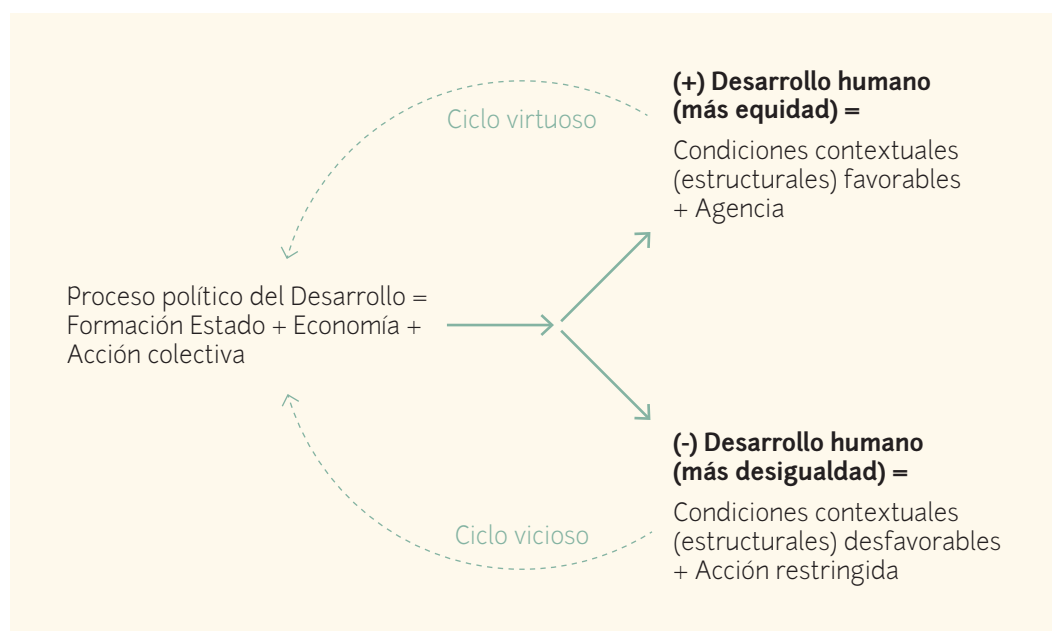 (+) Desarrollo humano
(más equidad) =
Condiciones contextuales
(estructurales) favorables
+ Agencia
Ciclo virtuoso
Proceso político del Desarrollo =
Formación Estado + Economía +
Acción colectiva
(-) Desarrollo humano
(más desigualdad) =
Condiciones contextuales
(estructurales) desfavorables
+ Acción restringida
Ciclo vicioso